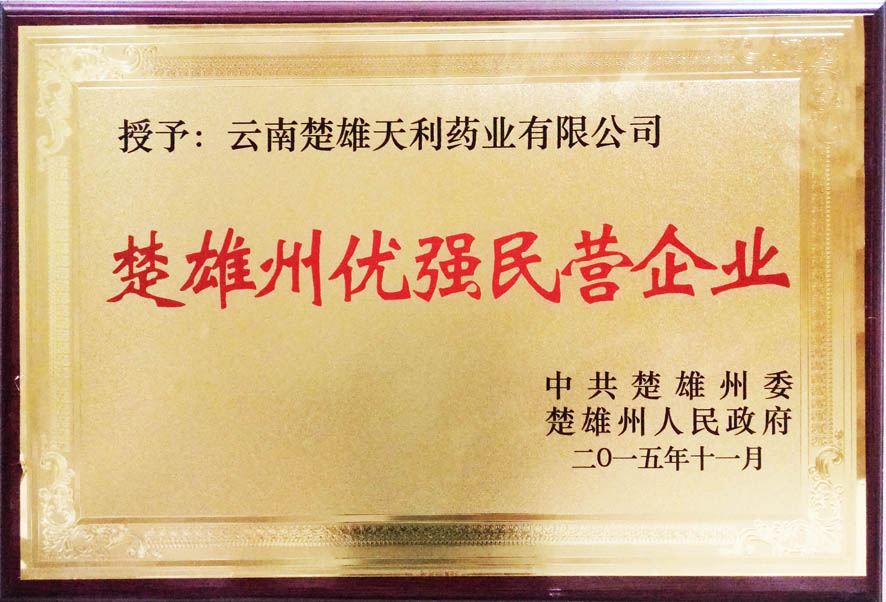 授予：云南楚雄天利药业有限公司
楚雄州优强民营企业
中共楚雄州委
楚雄州人民政府
二〇一五年十一月